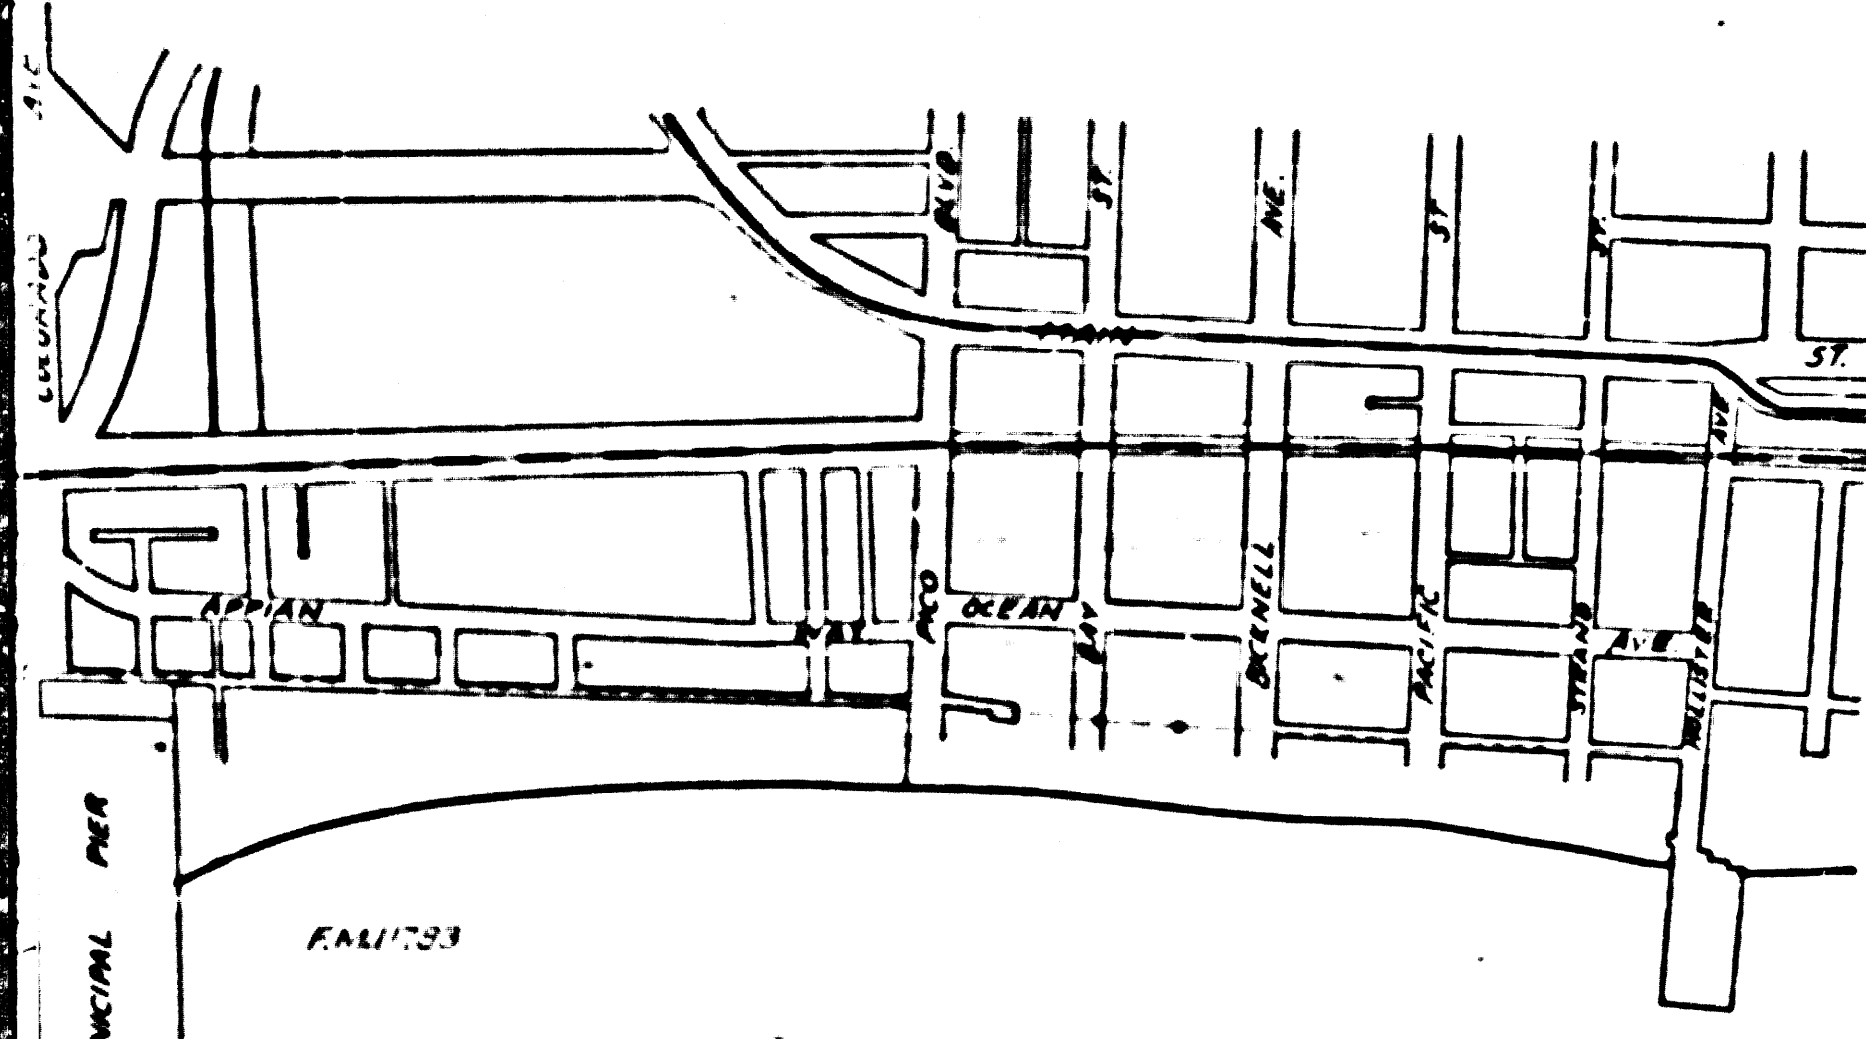 AVE
COLORADO
BLVD.
ST.
AVE.
ST
ST.
ST.
AVE
APPIAN
WAY
PICO
OCEAN
BAY
BICKNELL
PACIFIC
STRAND
AVE
HOLLISTER
PIER
NICIPAL